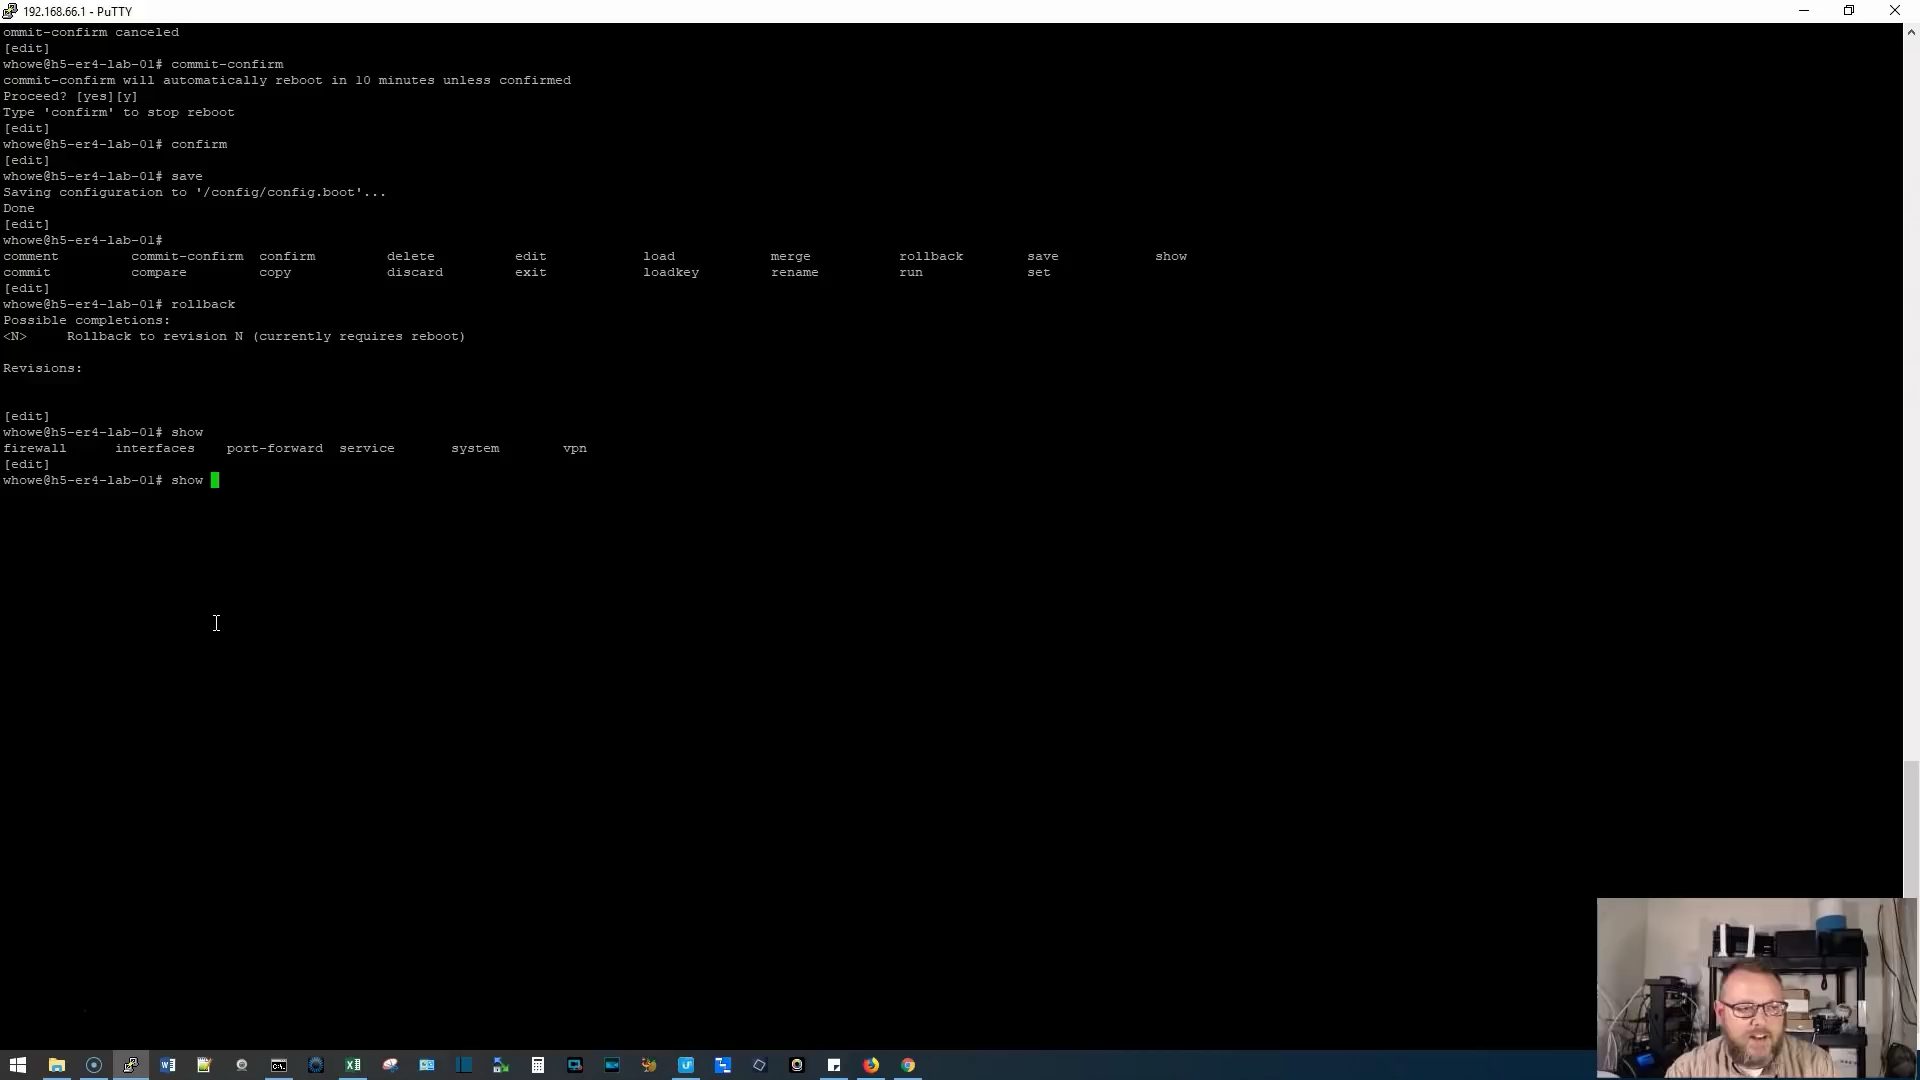 192.168.66.1 - PuTTY
ommit-confirm canceled
[edit]
whowe@h5-er4-lab-01# commit-confirm
commit-confirm will automatically reboot in 10 minutes unless confirmed
Proceed? [yes][y]
Type 'confirm' to stop reboot
[edit]
whowe@h5-er4-lab-01# confirm
[edit]
whowe@h5-er4-lab-01# save
Saving configuration to '/config/config.boot'...
Done
[edit]
whowe@h5-er4-lab-01#
comment commit-confirm confirm delete edit load merge rollback save show
commit compare copy discard exit loadkey rename run set
[edit]
whowe@h5-er4-lab-01# rollback
Possible completions:
<N> Rollback to revision N (currently requires reboot)
Revisions:
[edit]
whowe@h5-er4-lab-01# show
firewall interfaces port-forward service system vpn
[edit]
whowe@h5-er4-lab-01# show